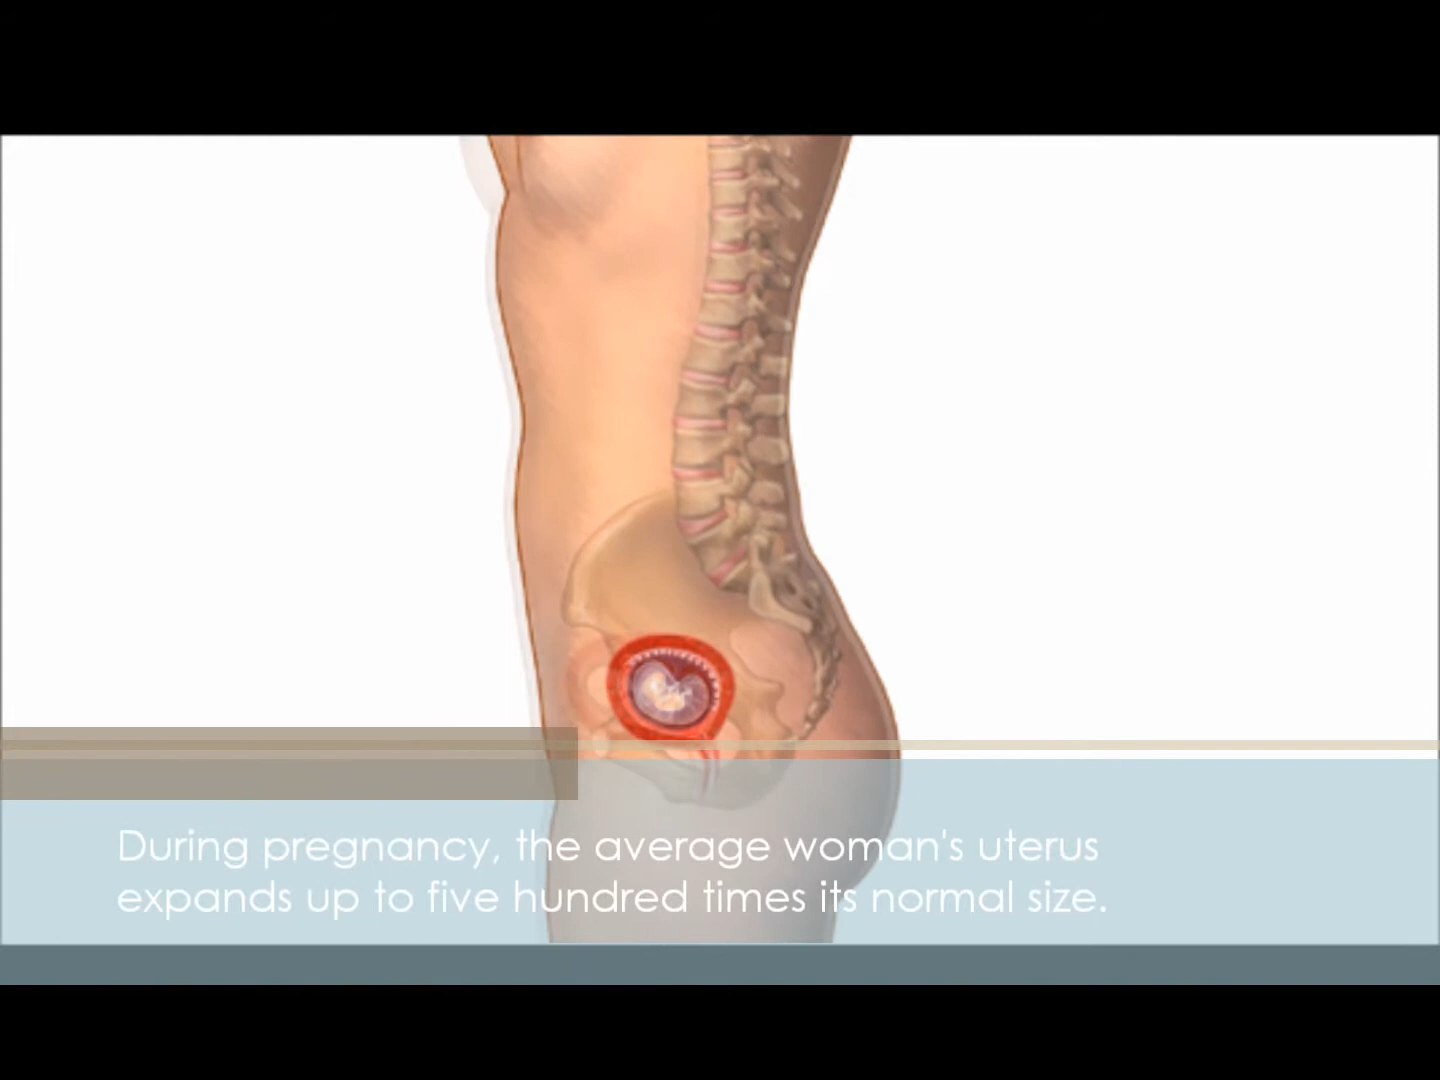 During pregnancy, the average woman's uterus
expands up to five hundred times its normal size.